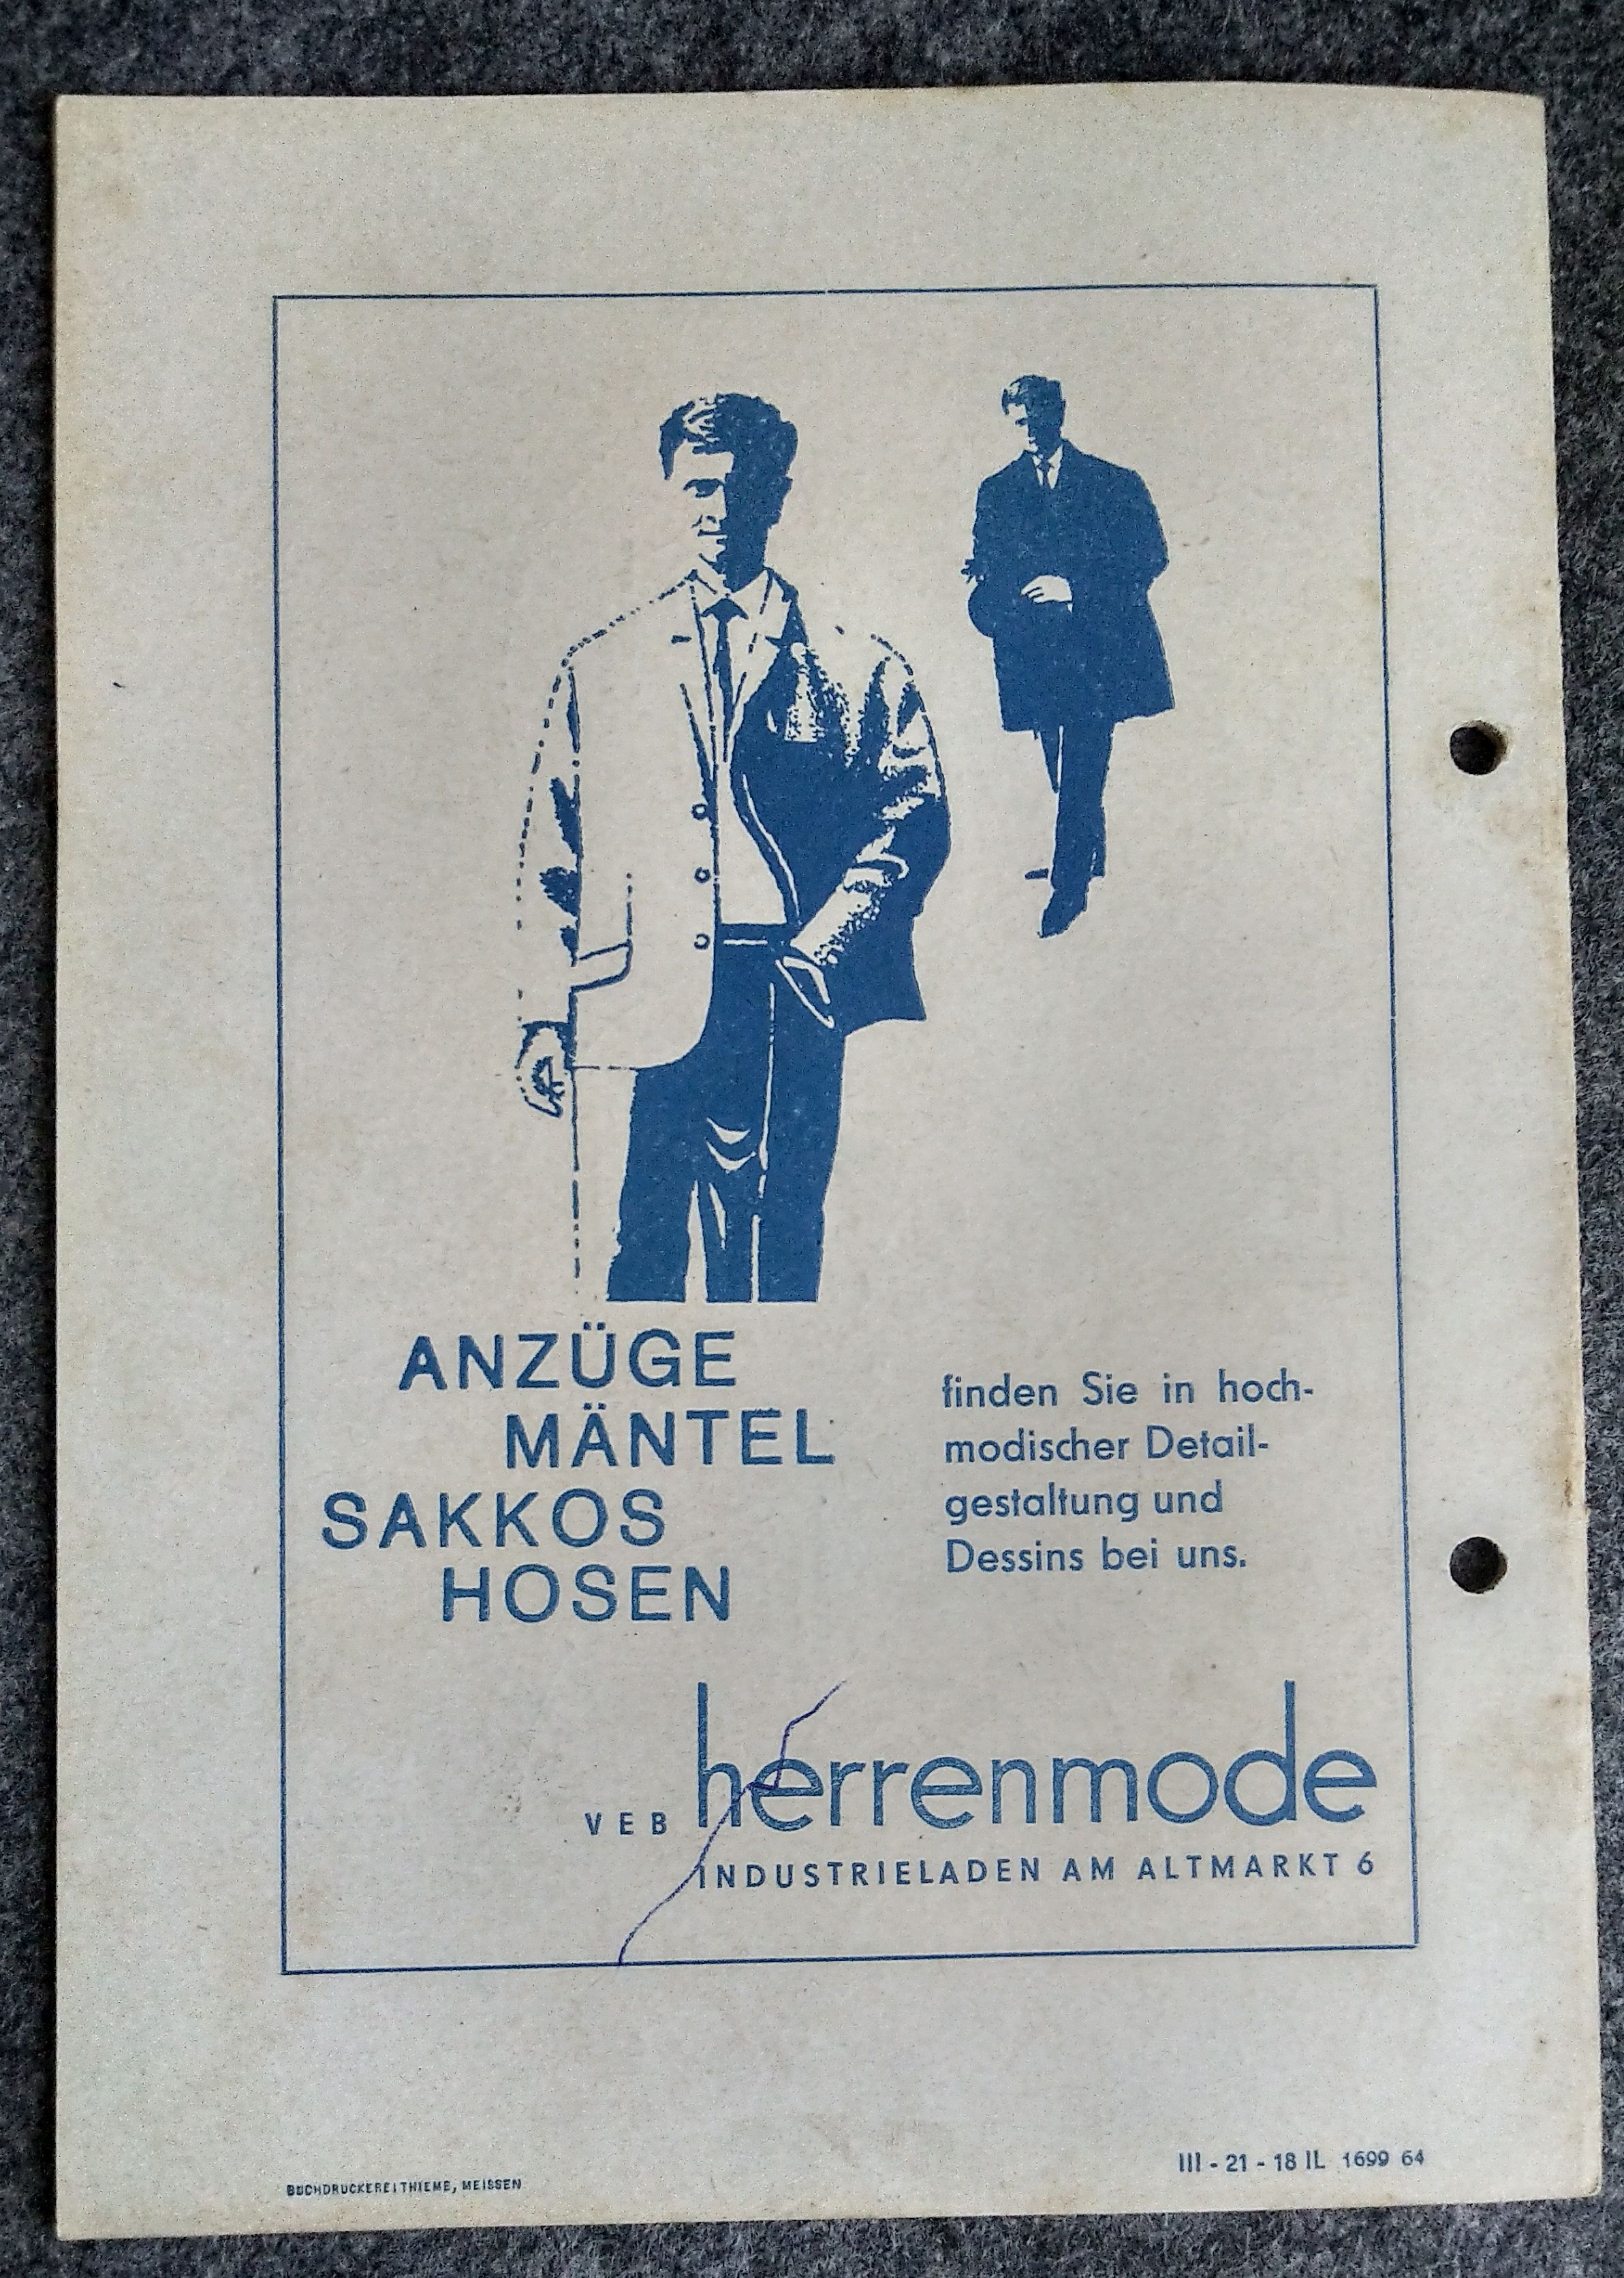 ANZÜGE
MÄNTEL
SAKKOS
HOSEN
finden Sie in hoch-
modischer Detail-
gestaltung und
Dessins bei uns.
VEB herrenmode
INDUSTRIELADEN AM ALTMARKT 6
BUCHDRUCKEREI THIEME, MEISSEN
III - 21 - 18 IL 1699 64